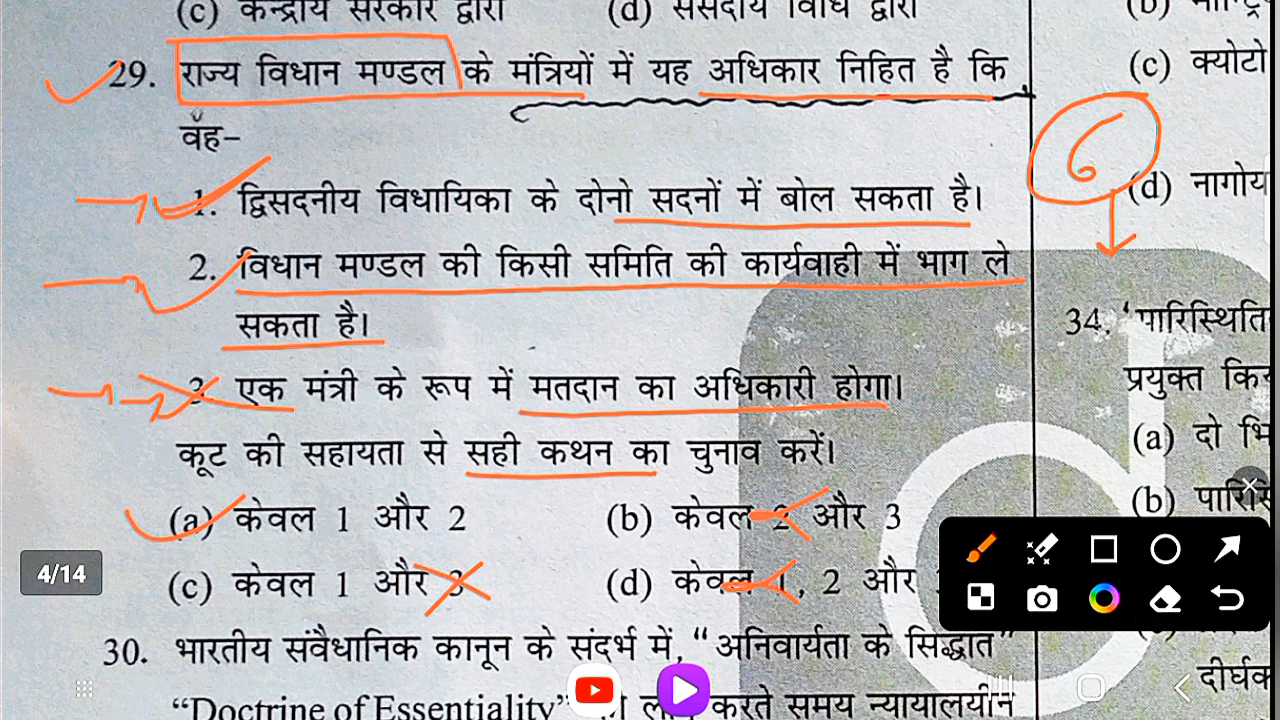 (c) केन्द्रीय सरकार द्वारा (d) संसदीय विधि द्वारा
29. राज्य विधान मण्डल के मंत्रियों में यह अधिकार निहित है कि
वह–
1. द्विसदनीय विधायिका के दोनो सदनों में बोल सकता है।
2. विधान मण्डल की किसी समिति की कार्यवाही में भाग ले
सकता है।
3 एक मंत्री के रूप में मतदान का अधिकारी होगा।
कूट की सहायता से सही कथन का चुनाव करें।
(a) केवल 1 और 2 (b) केवल 2 और 3
(c) केवल 1 और 3 (d) केवल 1, 2 और
30. भारतीय संवैधानिक कानून के संदर्भ में, “अनिवार्यता के सिद्धात”
“Doctrine of Essentiality” करते समय न्यायालयीन
(b)
(c) क्योटो
(d)
34. ‘पारिस्थिति
प्रयुक्त
(a) दो
(b)
4/14